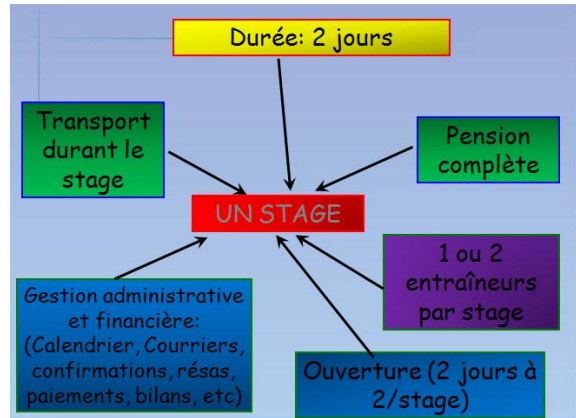 Durée: 2 jours
Transport
durant le
stage
Pension
complète
UN STAGE
1 ou 2
entraîneurs
par stage
Gestion administrative
et financière:
(Calendrier, Courriers,
confirmations, résas,
paiements, bilans, etc)
Ouverture (2 jours à
2/stage)